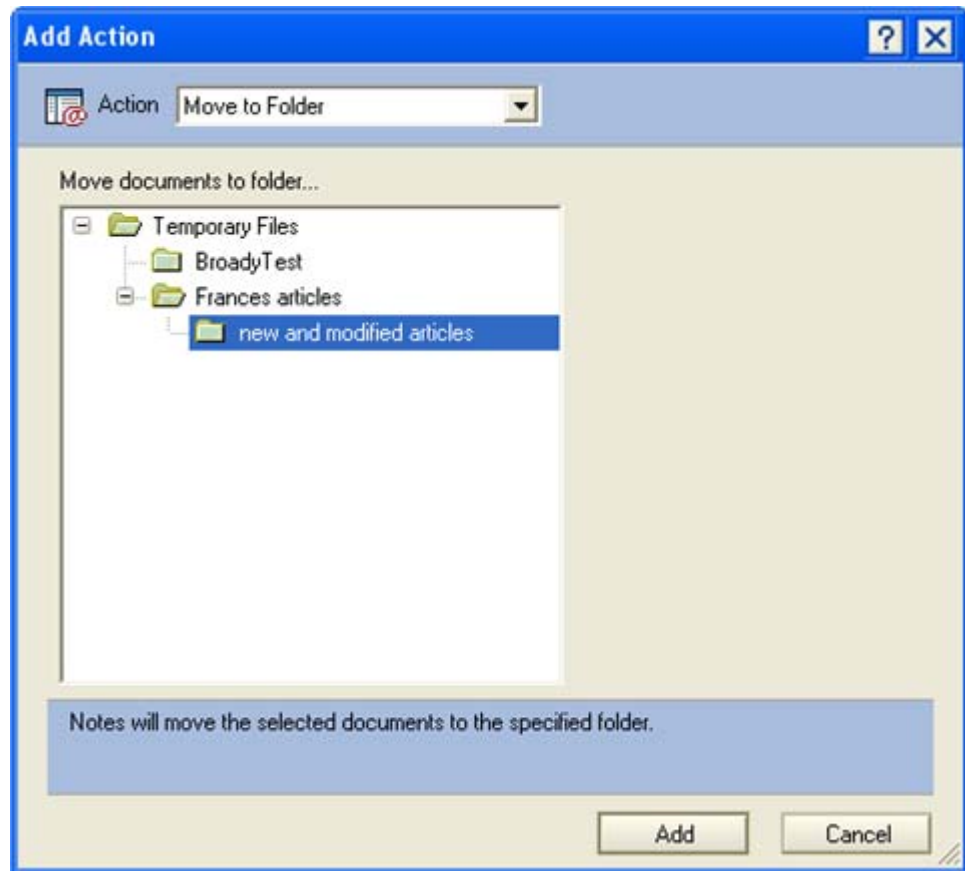 Add Action
Action Move to Folder
Move documents to folder...
Temporary Files
BroadyTest
Frances articles
new and modified articles
Notes will move the selected documents to the specified folder.
Add Cancel